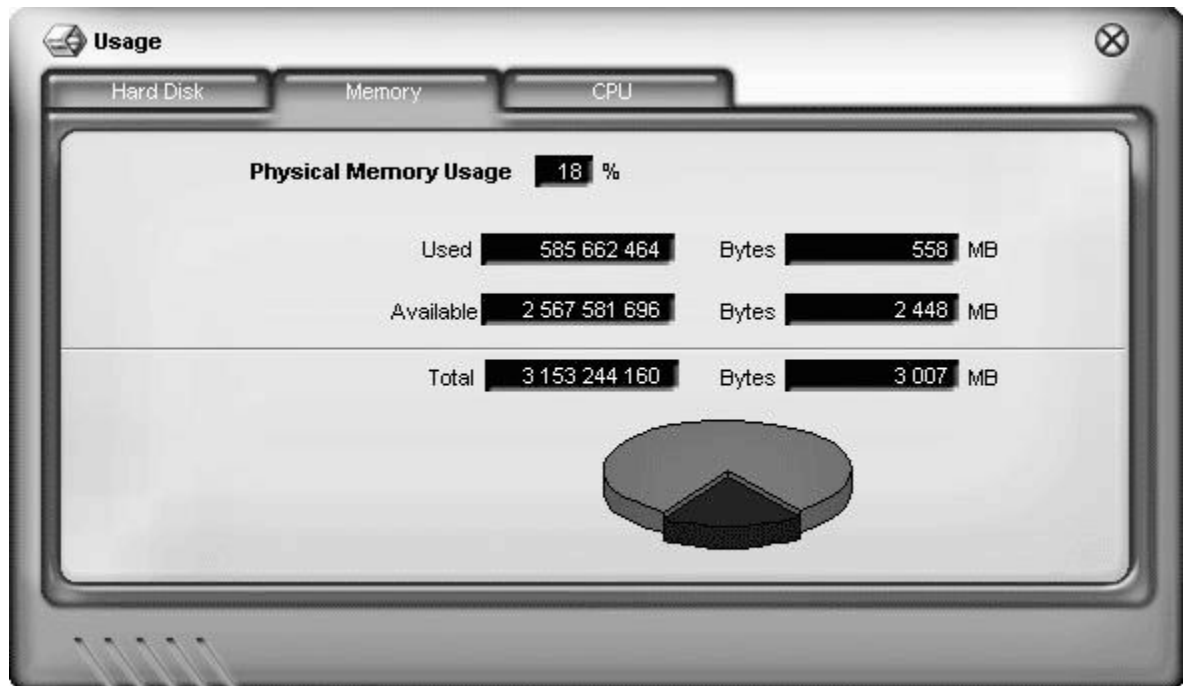 Usage
Hard Disk Memory CPU
Physical Memory Usage 18 %
Used 585 662 464 Bytes 558 MB
Available 2 567 581 696 Bytes 2 448 MB
Total 3 153 244 160 Bytes 3 007 MB